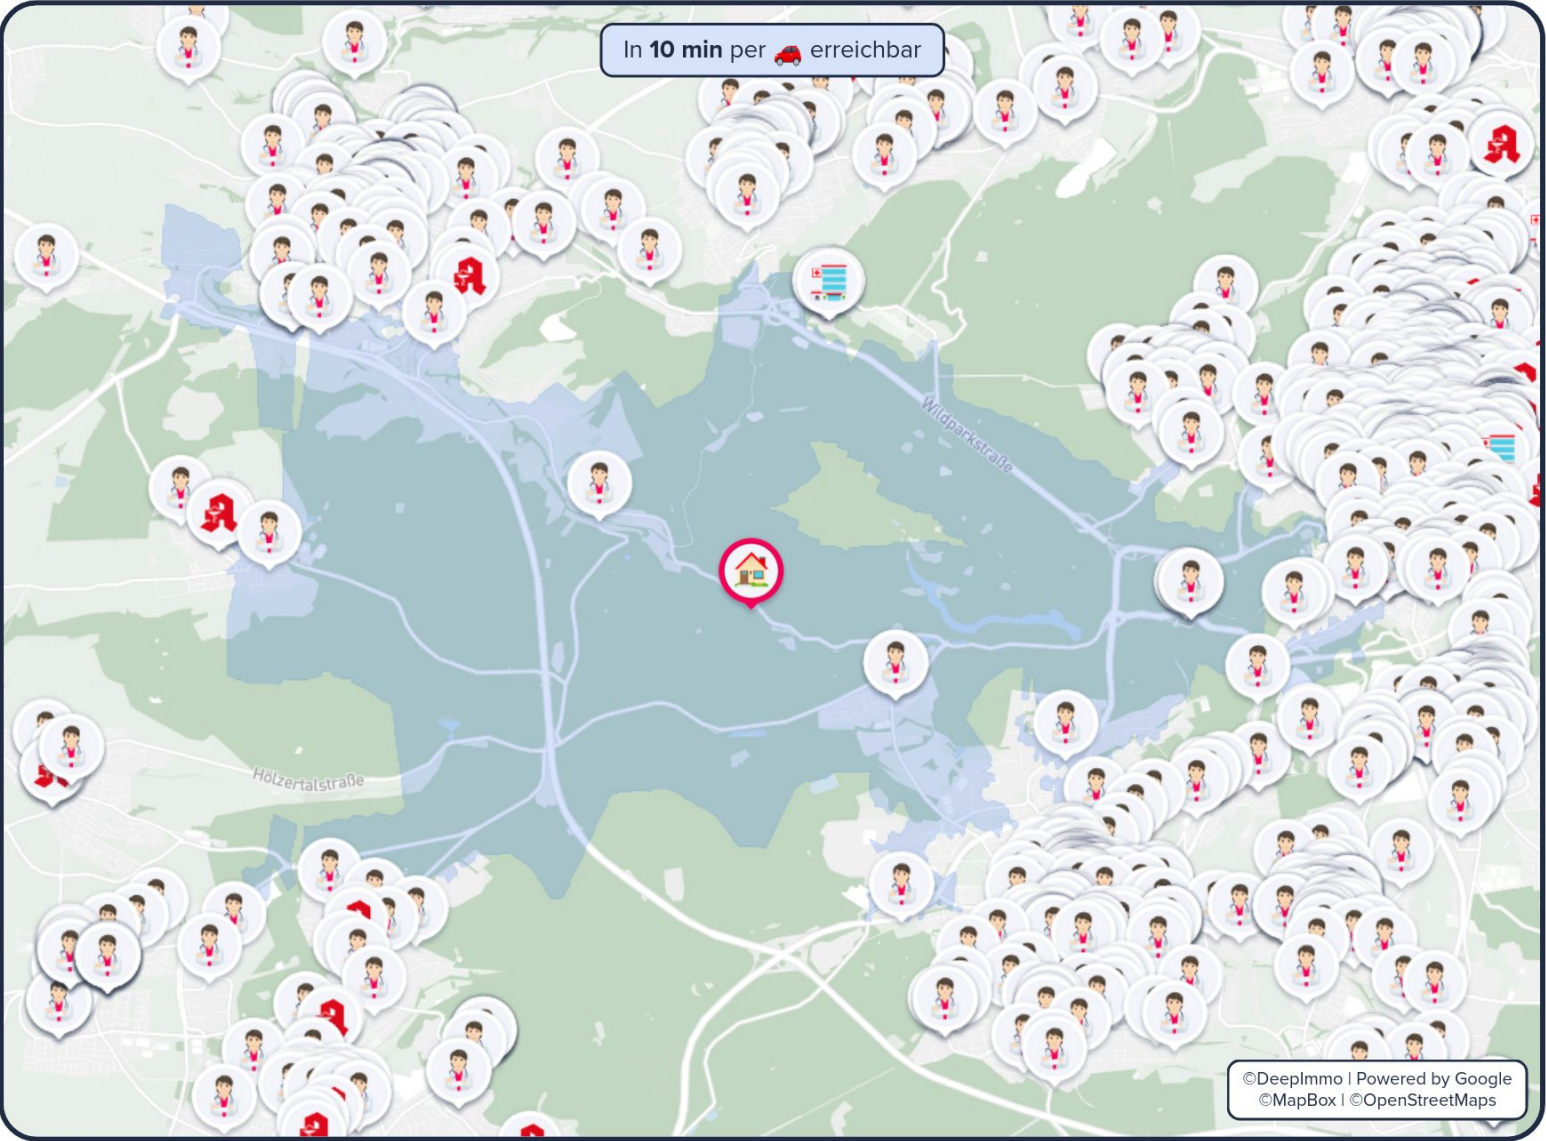 In 10 min per 🚗 erreichbar
Wildparkstraße
Hölzertalstraße
©DeepImmo | Powered by Google
©MapBox | ©OpenStreetMaps